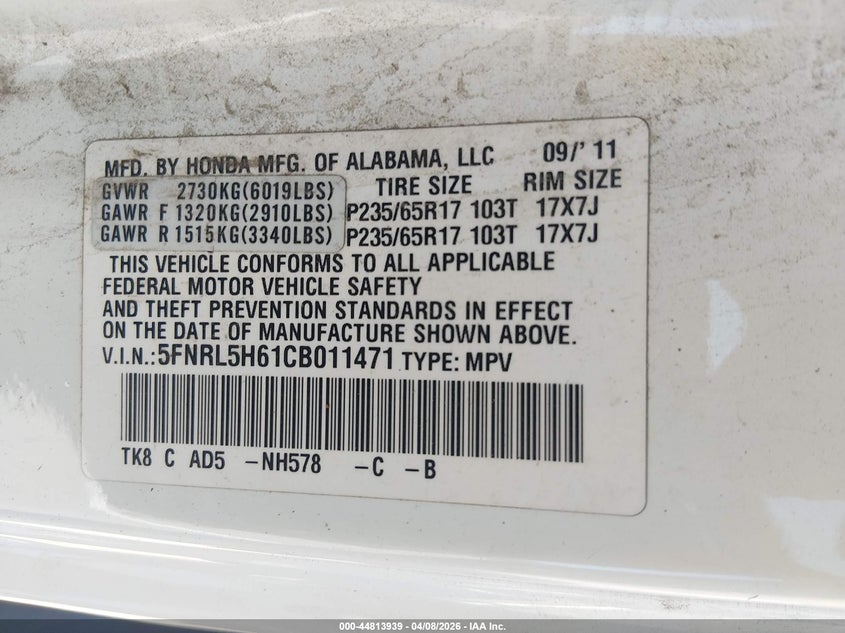 MFD. BY HONDA MFG. OF ALABAMA, LLC 09/' 11
GVWR 2730KG(6019LBS) TIRE SIZE RIM SIZE
GAWR F 1320KG(2910LBS) P235/65R17 103T 17X7J
GAWR R 1515KG(3340LBS) P235/65R17 103T 17X7J
THIS VEHICLE CONFORMS TO ALL APPLICABLE
FEDERAL MOTOR VEHICLE SAFETY
AND THEFT PREVENTION STANDARDS IN EFFECT
ON THE DATE OF MANUFACTURE SHOWN ABOVE.
V.I.N.:5FNRL5H61CB011471 TYPE: MPV
TK8 C AD5 -NH578 -C -B
000-44813939 - 04/08/2026 - IAA Inc.